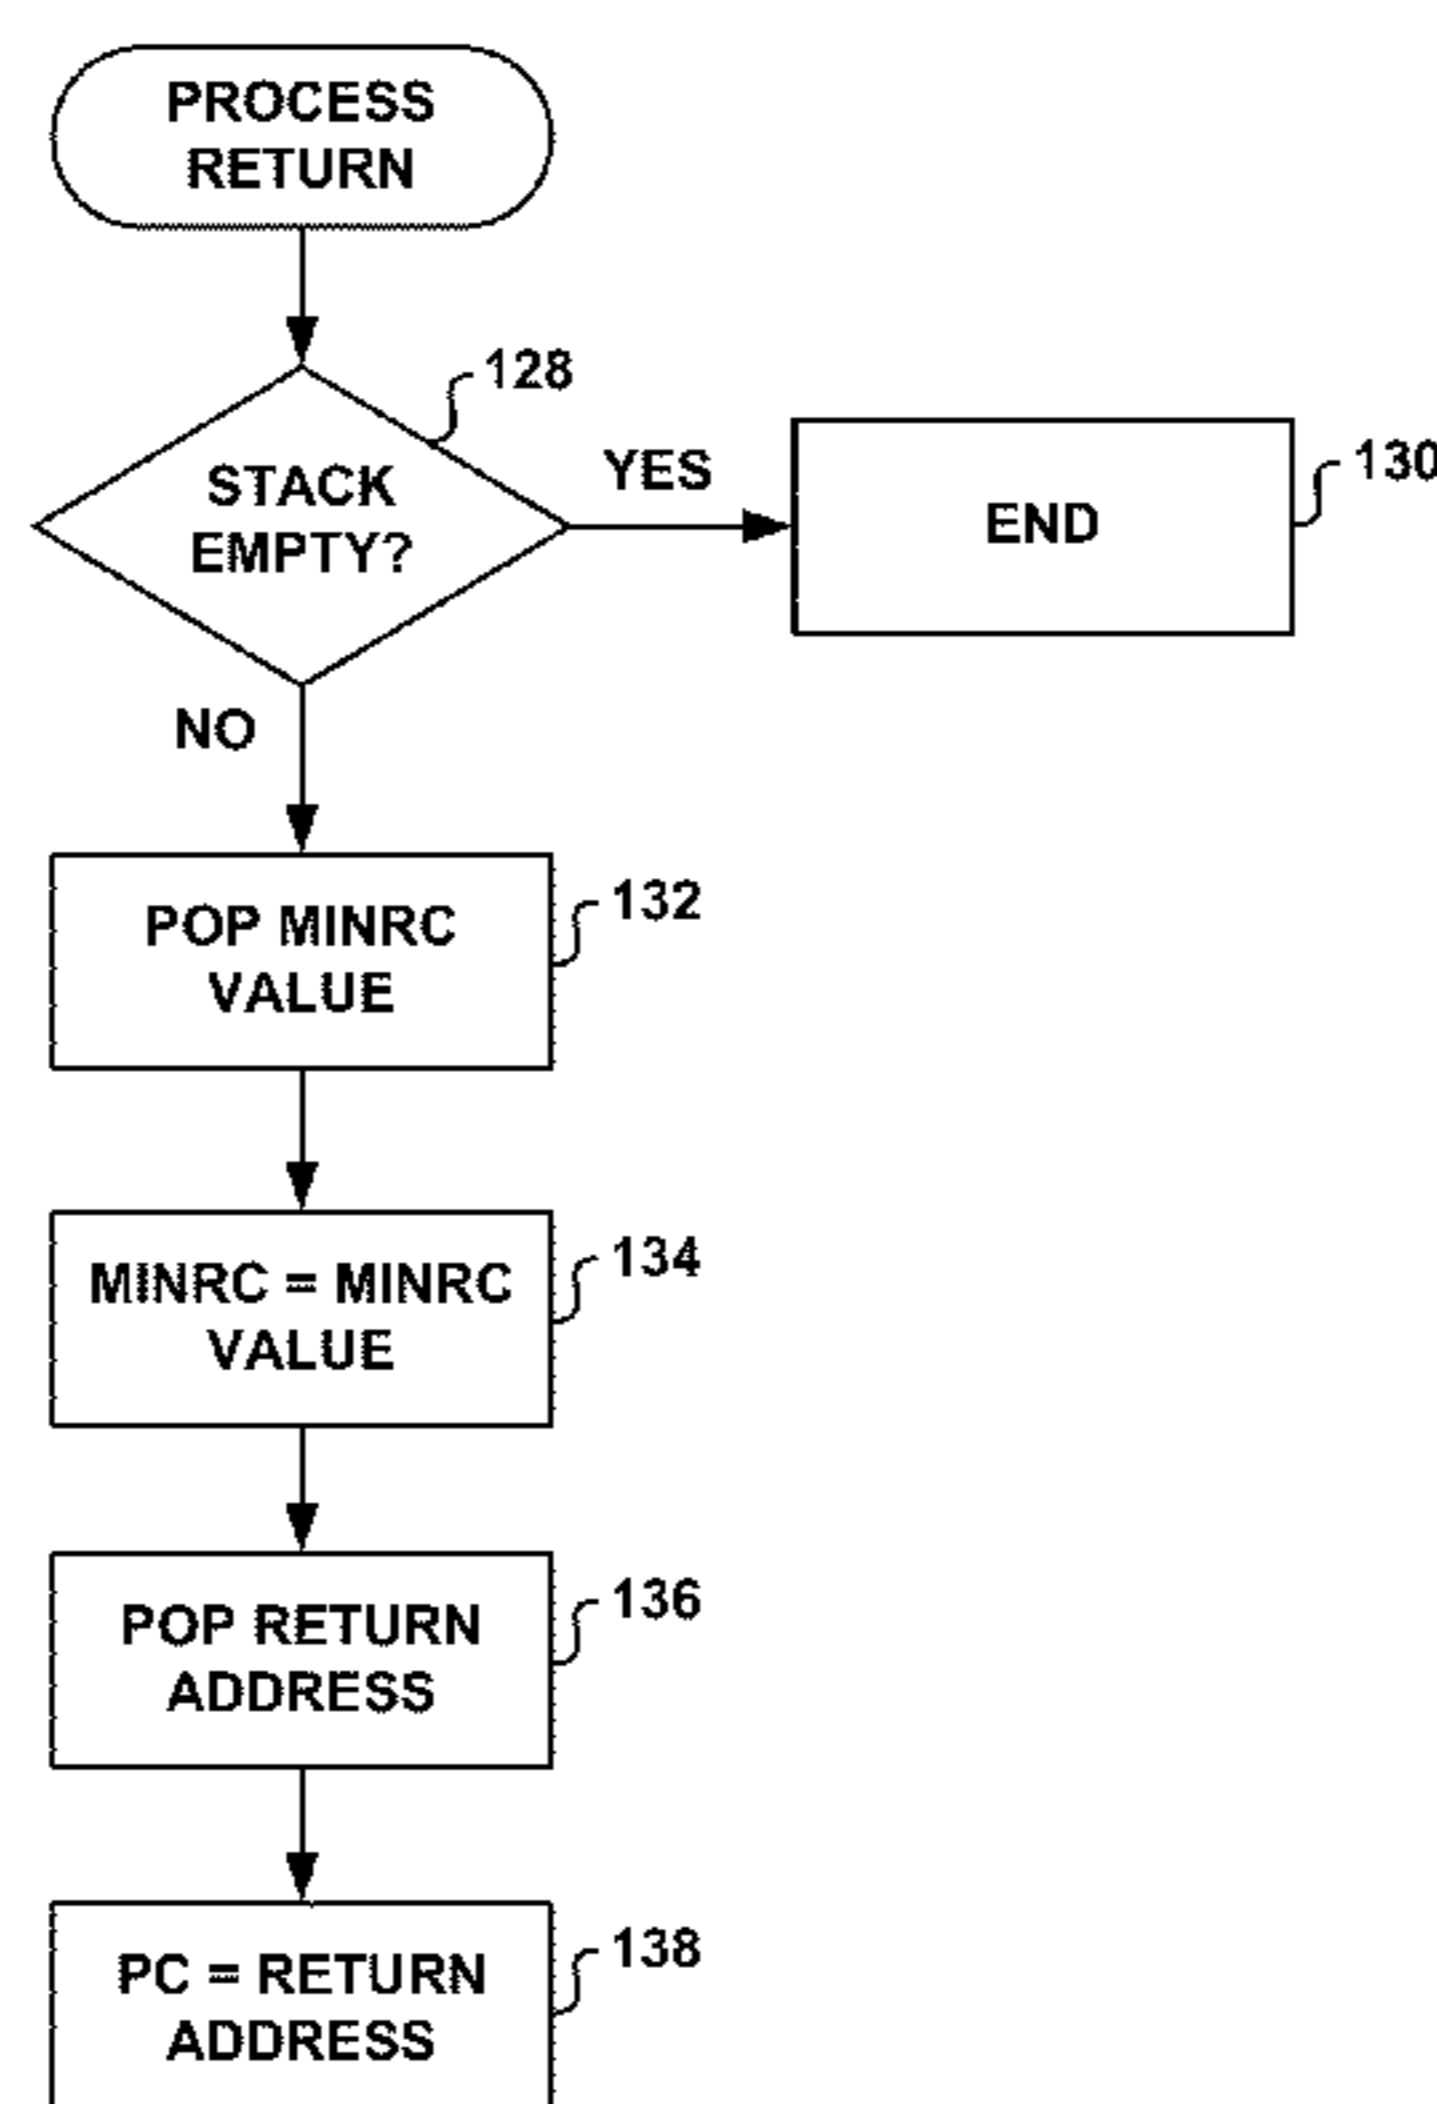 PROCESS
RETURN
128
STACK
EMPTY?
YES
END
130
NO
POP MINRC
VALUE
132
MINRC = MINRC
VALUE
134
POP RETURN
ADDRESS
136
PC = RETURN
ADDRESS
138